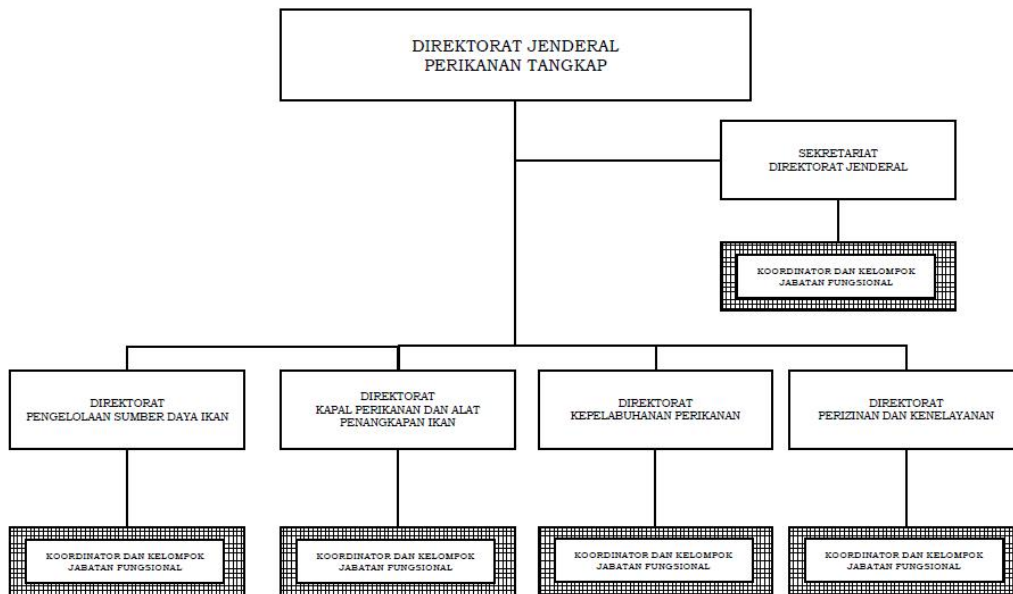 DIREKTORAT JENDERAL
PERIKANAN TANGKAP
SEKRETARIAT
DIREKTORAT JENDERAL
KOORDINATOR DAN KELOMPOK
JABATAN FUNGSIONAL
DIREKTORAT
PENGELOLAAN SUMBER DAYA IKAN
DIREKTORAT
KAPAL PERIKANAN DAN ALAT
PENANGKAPAN IKAN
DIREKTORAT
KEPELABUHANAN PERIKANAN
DIREKTORAT
PERIZINAN DAN KENELAYANAN
KOORDINATOR DAN KELOMPOK
JABATAN FUNGSIONAL
KOORDINATOR DAN KELOMPOK
JABATAN FUNGSIONAL
KOORDINATOR DAN KELOMPOK
JABATAN FUNGSIONAL
KOORDINATOR DAN KELOMPOK
JABATAN FUNGSIONAL